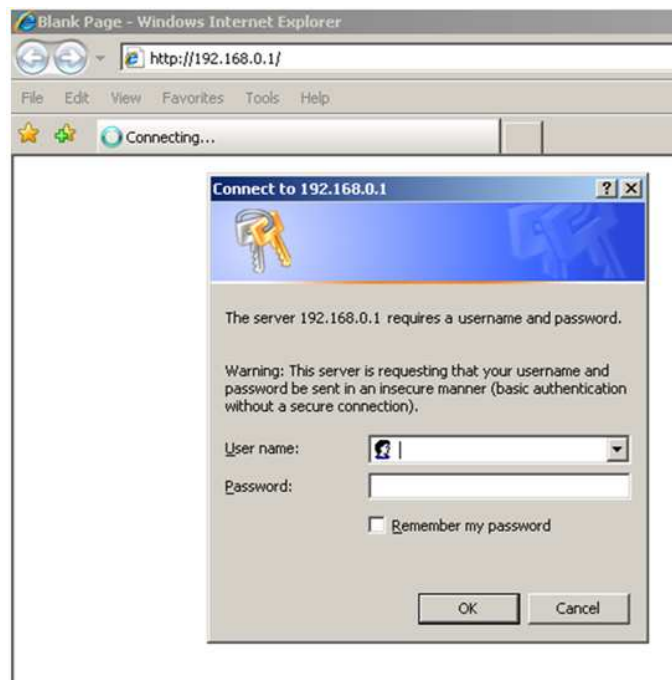 Blank Page - Windows Internet Explorer
http://192.168.0.1/
File Edit View Favorites Tools Help
Connecting...
Connect to 192.168.0.1
The server 192.168.0.1 requires a username and password.
Warning: This server is requesting that your username and
password be sent in an insecure manner (basic authentication
without a secure connection).
User name:
Password:
Remember my password
OK Cancel